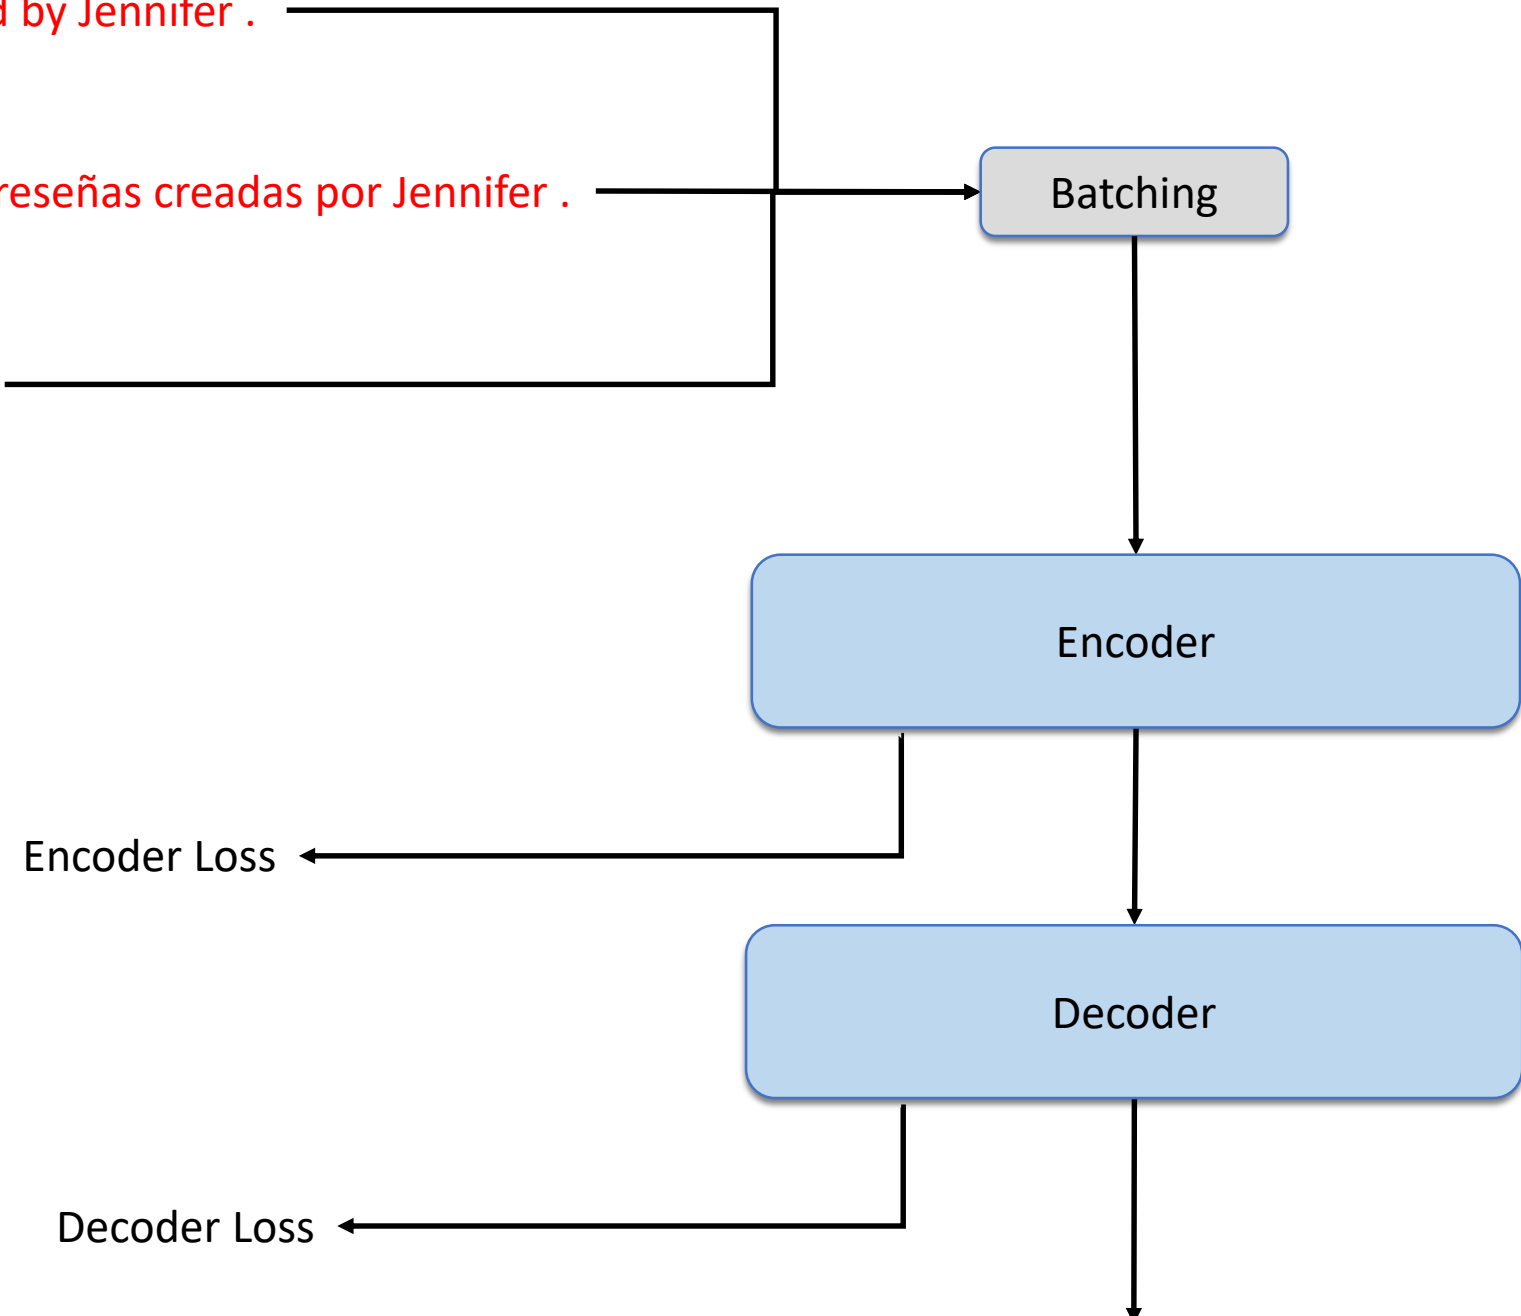 by Jennifer .
reseñas creadas por Jennifer .
Batching
Encoder
Encoder Loss
Decoder
Decoder Loss